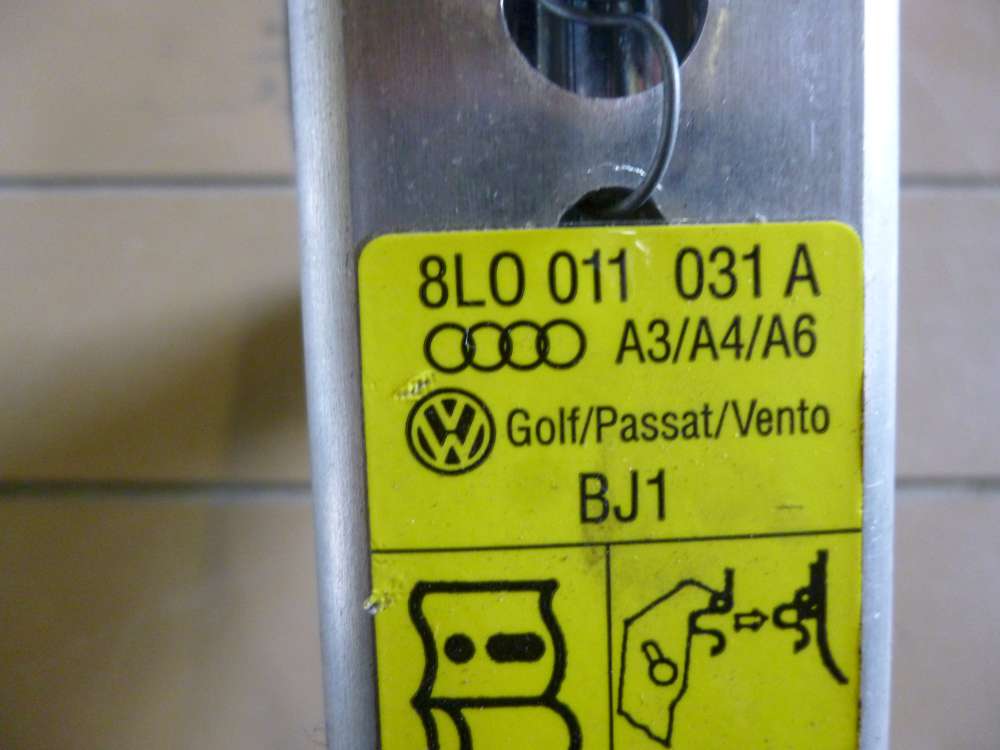 8L0 011 031 A
A3/A4/A6
Golf/Passat/Vento
BJ1